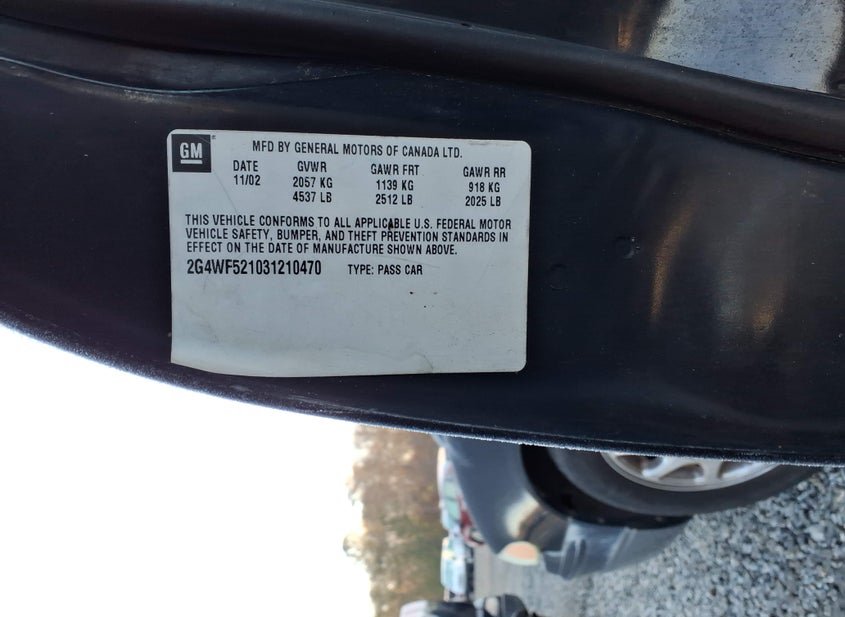 GM
MFD BY GENERAL MOTORS OF CANADA LTD.
DATE GVWR GAWR FRT GAWR RR
11/02 2057 KG 1139 KG 918 KG
4537 LB 2512 LB 2025 LB
THIS VEHICLE CONFORMS TO ALL APPLICABLE U.S. FEDERAL MOTOR
VEHICLE SAFETY, BUMPER, AND THEFT PREVENTION STANDARDS IN
EFFECT ON THE DATE OF MANUFACTURE SHOWN ABOVE.
2G4WF521031210470 TYPE: PASS CAR